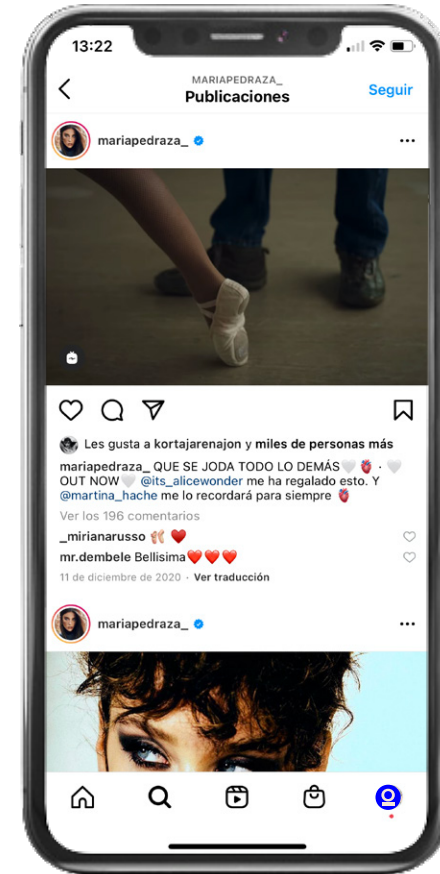 13:22
MARIAPEDRAZA_
Publicaciones
Seguir
mariapedraza_
Les gusta a kortajarenajon y miles de personas más
mariapedraza_ QUE SE JODA TODO LO DEMÁS🤍 🫀 · 🤍
OUT NOW🤍 @its_alicewonder me ha regalado esto. Y
@martina_hache me lo recordará para siempre 🫀
Ver los 196 comentarios
_mirianarusso 👣 ♥️
mr.dembele Bellisima❤️❤️❤️
11 de diciembre de 2020 · Ver traducción
mariapedraza_